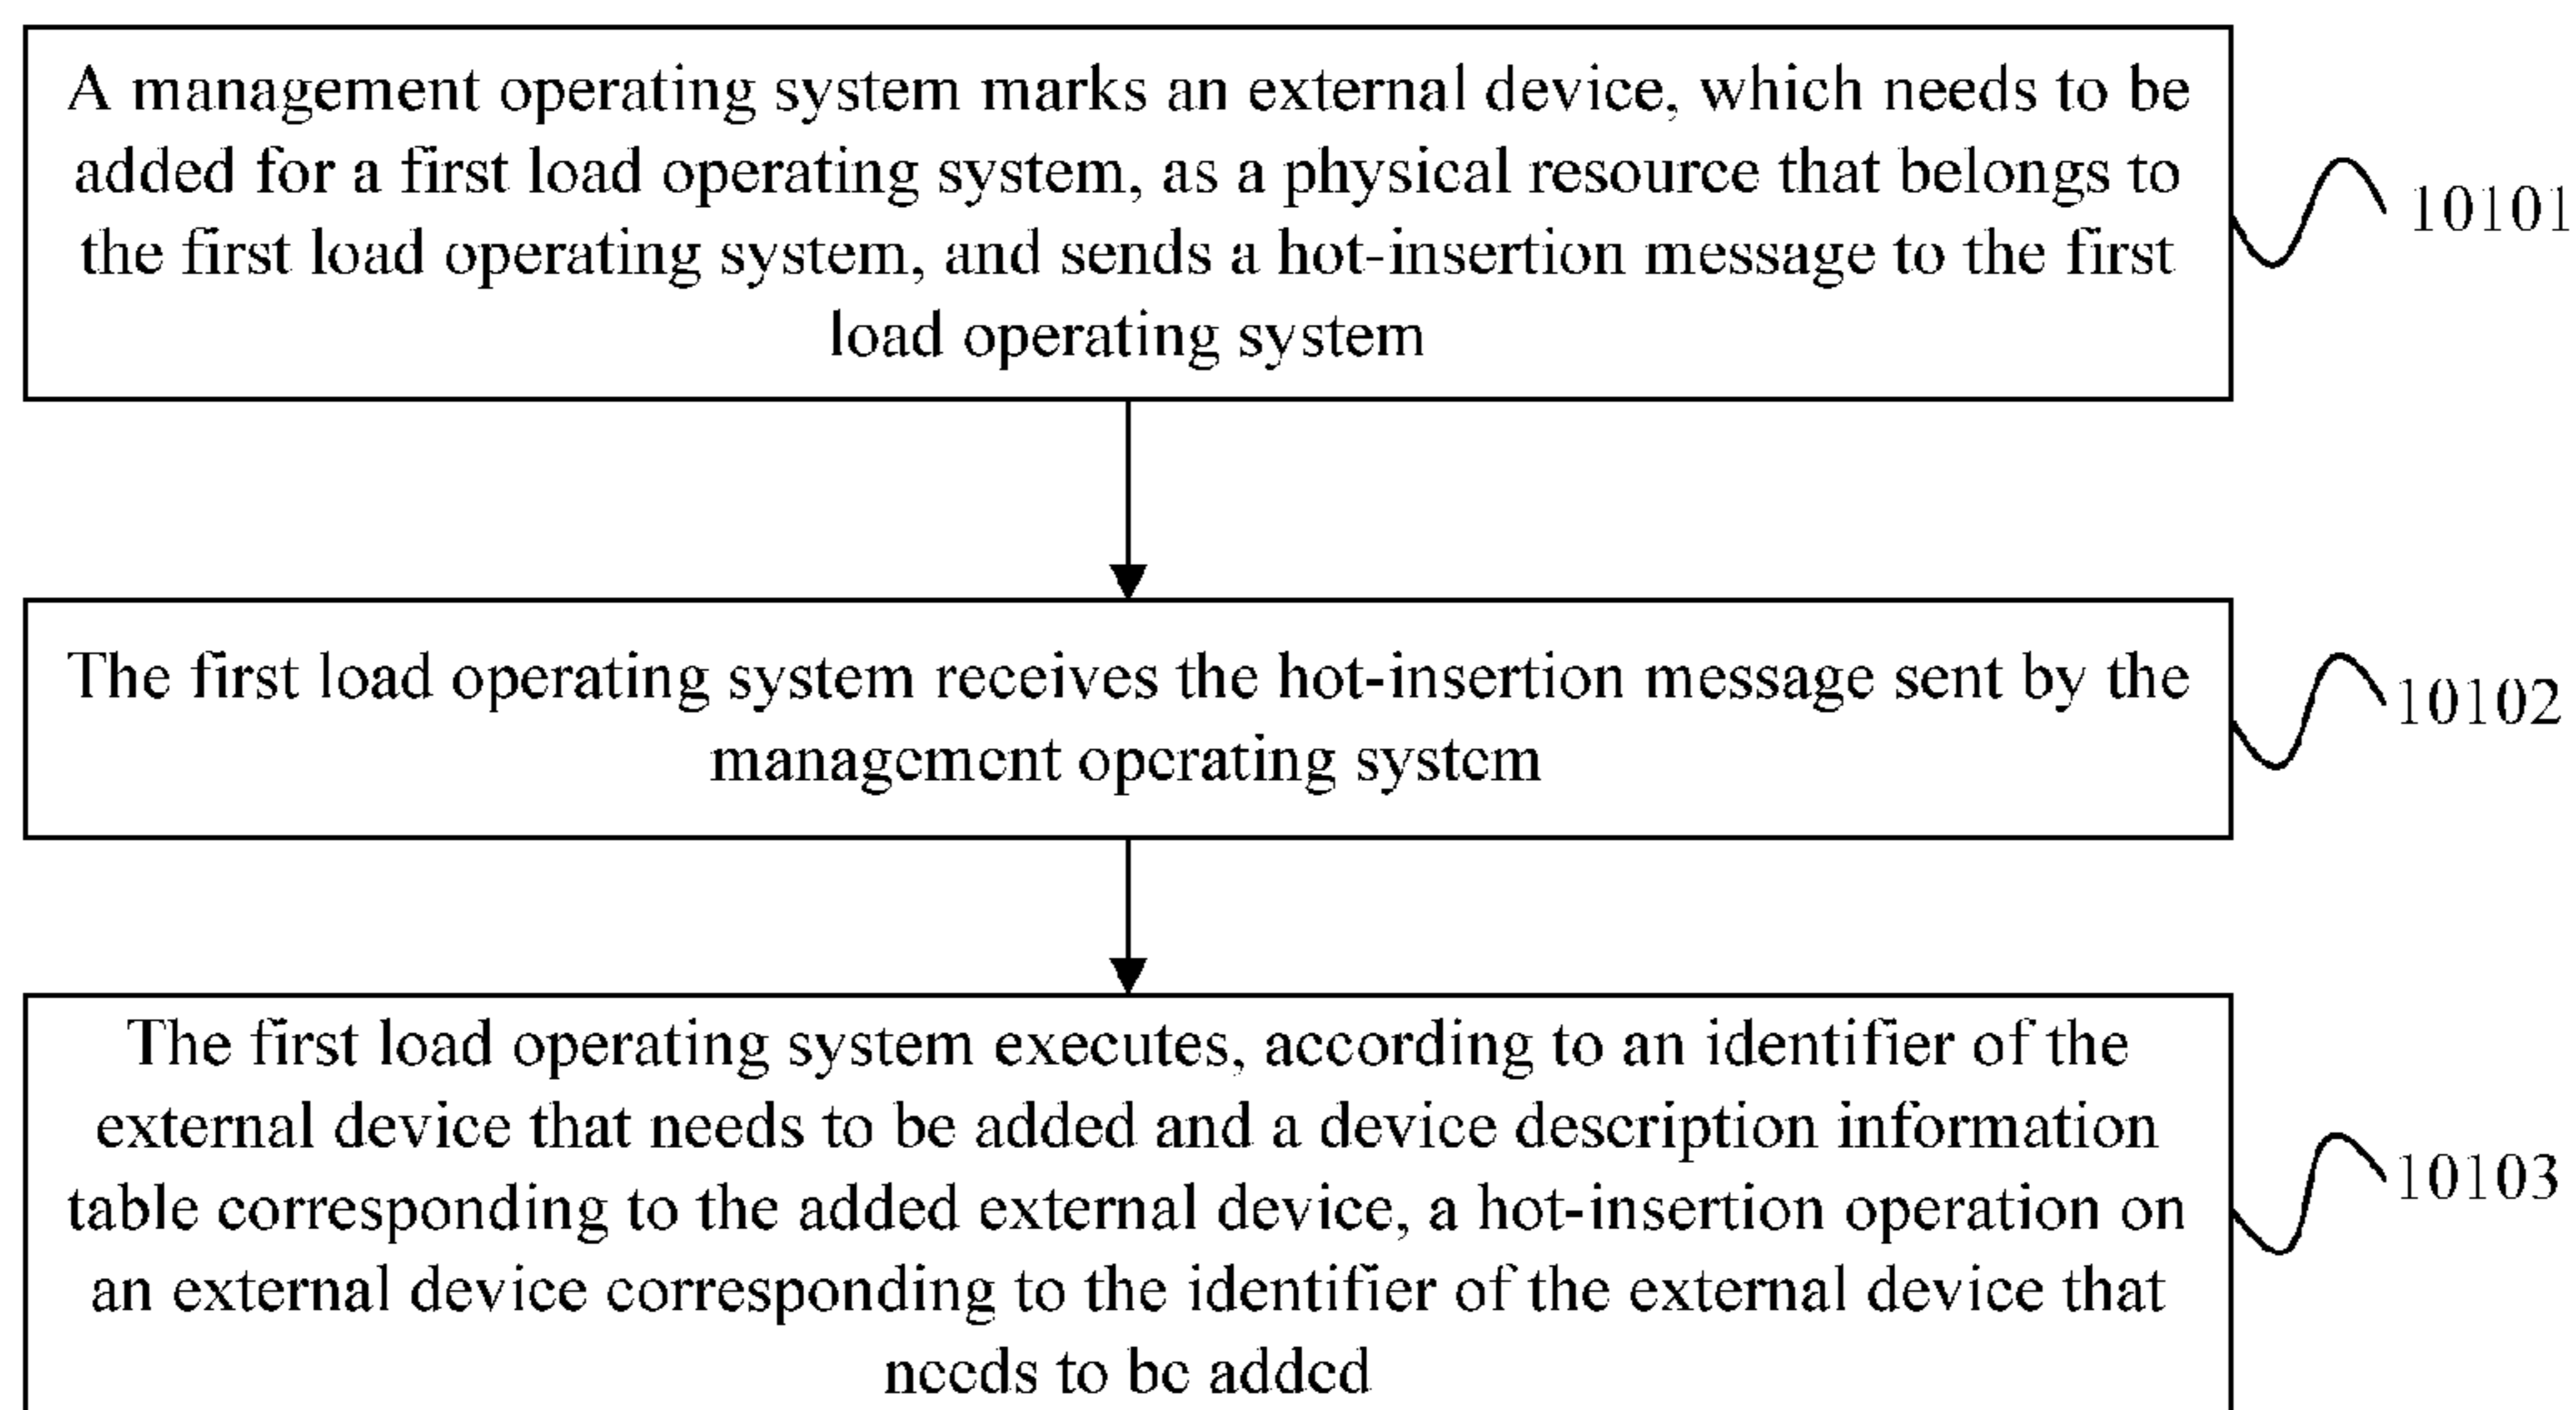 A management operating system marks an external device, which needs to be
added for a first load operating system, as a physical resource that belongs to
the first load operating system, and sends a hot-insertion message to the first
load operating system
10101
The first load operating system receives the hot-insertion message sent by the
management operating system
10102
The first load operating system executes, according to an identifier of the
external device that needs to be added and a device description information
table corresponding to the added external device, a hot-insertion operation on
an external device corresponding to the identifier of the external device that
needs to be added
10103